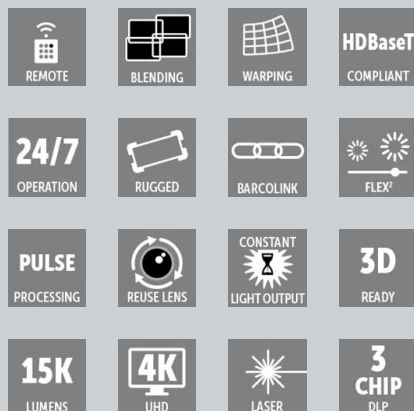 REMOTE
BLENDING
WARPING
HDBaseT
COMPLIANT
24/7
OPERATION
RUGGED
BARCOLINK
FLEX²
PULSE
PROCESSING
REUSE LENS
CONSTANT
LIGHT OUTPUT
3D
READY
15K
LUMENS
4K
UHD
LASER
3
CHIP
DLP